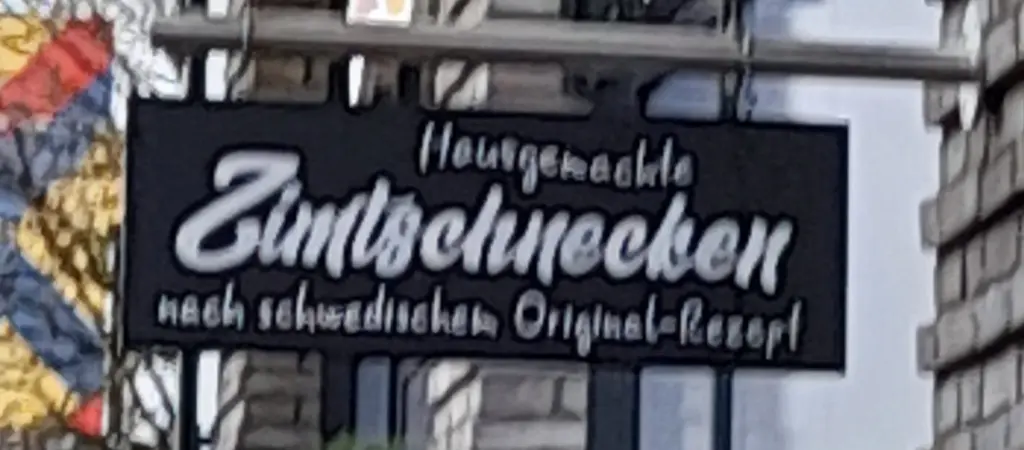 Hausgemachte
Zimtschnecken
nach schwedischem Original-Rezept